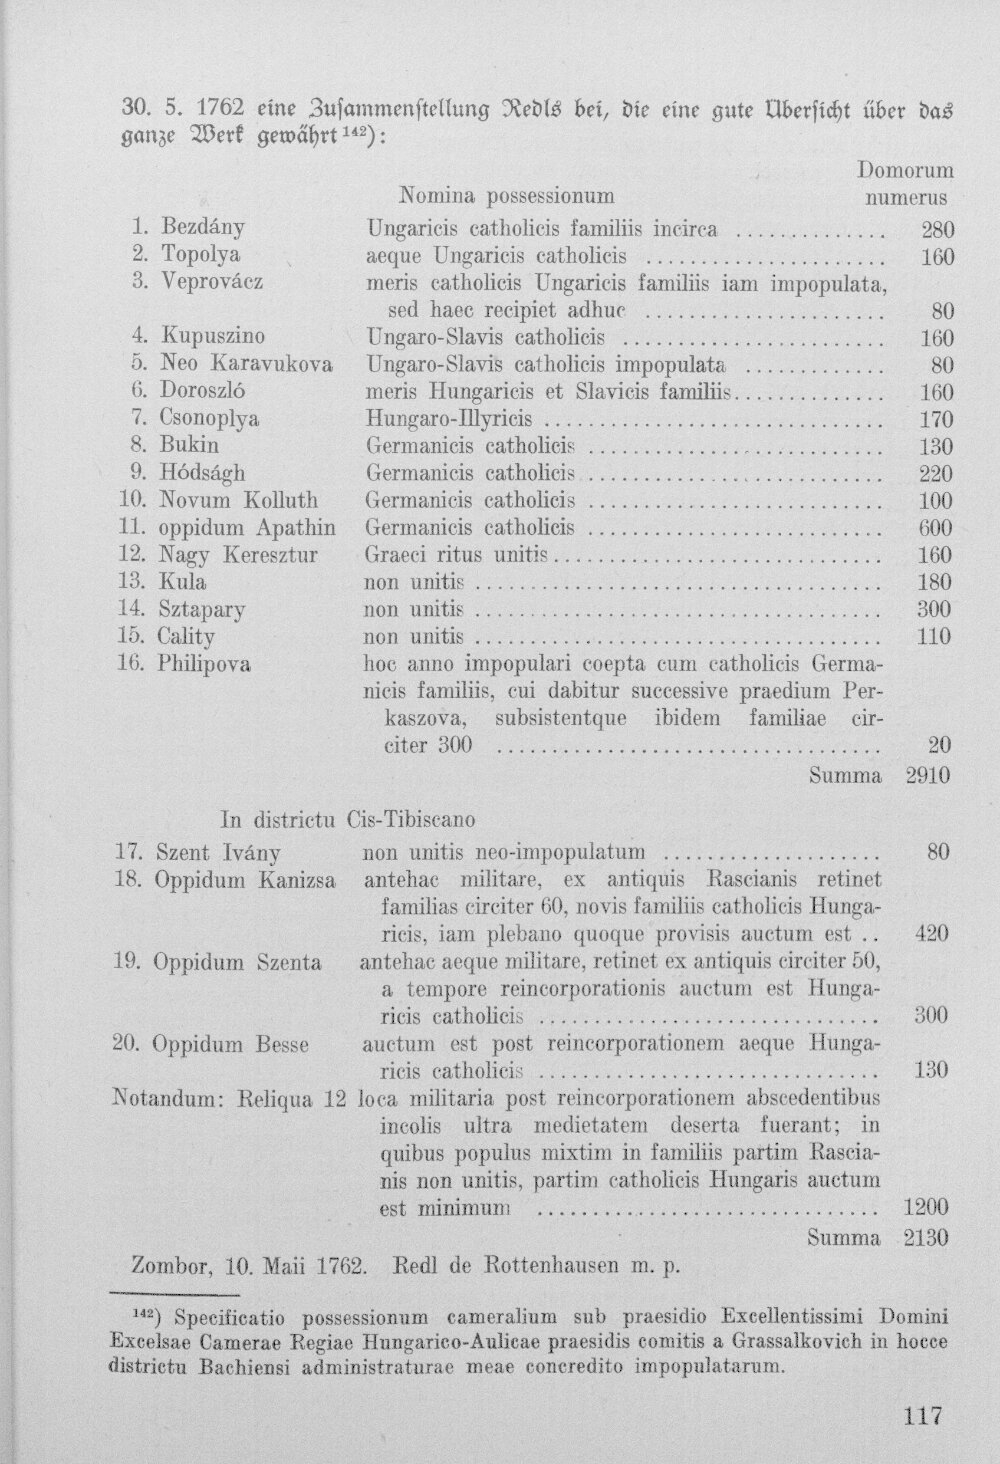 30. 5. 1762 eine Zuſammenſtellung Redls bei, die eine gute Überſicht über das
ganze Werk gewährt¹⁴²):
Domorum
Nomina possessionum numerus
1. Bezdány Ungaricis catholicis familiis incirca .............. 280
2. Topolya aeque Ungaricis catholicis ...................... 160
3. Veprovácz meris catholicis Ungaricis familiis iam impopulata,
sed haec recipiet adhuc ...................... 80
4. Kupuszino Ungaro-Slavis catholicis ........................ 160
5. Neo Karavukova Ungaro-Slavis catholicis impopulata ............. 80
6. Doroszló meris Hungaricis et Slavicis familiis.............. 160
7. Csonoplya Hungaro-Illyricis ............................... 170
8. Bukin Germanicis catholicis ........................... 130
9. Hódságh Germanicis catholicis ........................... 220
10. Novum Kolluth Germanicis catholicis ........................... 100
11. oppidum Apathin Germanicis catholicis ........................... 600
12. Nagy Keresztur Graeci ritus unitis .............................. 160
13. Kula non unitis ..................................... 180
14. Sztapary non unitis ..................................... 300
15. Cality non unitis ..................................... 110
16. Philipova hoc anno impopulari coepta cum catholicis Germa-
nicis familiis, cui dabitur successive praedium Per-
kaszova, subsistentque ibidem familiae cir-
citer 300 ................................... 20
Summa 2910
In districtu Cis-Tibiscano
17. Szent Ivány non unitis neo-impopulatum .................... 80
18. Oppidum Kanizsa antehac militare, ex antiquis Rascianis retinet
familias circiter 60, novis familiis catholicis Hunga-
ricis, iam plebano quoque provisis auctum est .. 420
19. Oppidum Szenta antehac aeque militare, retinet ex antiquis circiter 50,
a tempore reincorporationis auctum est Hunga-
ricis catholicis ............................... 300
20. Oppidum Besse auctum est post reincorporationem aeque Hunga-
ricis catholicis ............................... 130
Notandum: Reliqua 12 loca militaria post reincorporationem abscedentibus
incolis ultra medietatem deserta fuerant; in
quibus populus mixtim in familiis partim Rascia-
nis non unitis, partim catholicis Hungaris auctum
est minimum ............................... 1200
Summa 2130
Zombor, 10. Maii 1762. Redl de Rottenhausen m. p.
¹⁴²) Specificatio possessionum cameralium sub praesidio Excellentissimi Domini
Excelsae Camerae Regiae Hungarico-Aulicae praesidis comitis a Grassalkovich in hocce
districtu Bachiensi administraturae meae concredito impopulatarum.
117